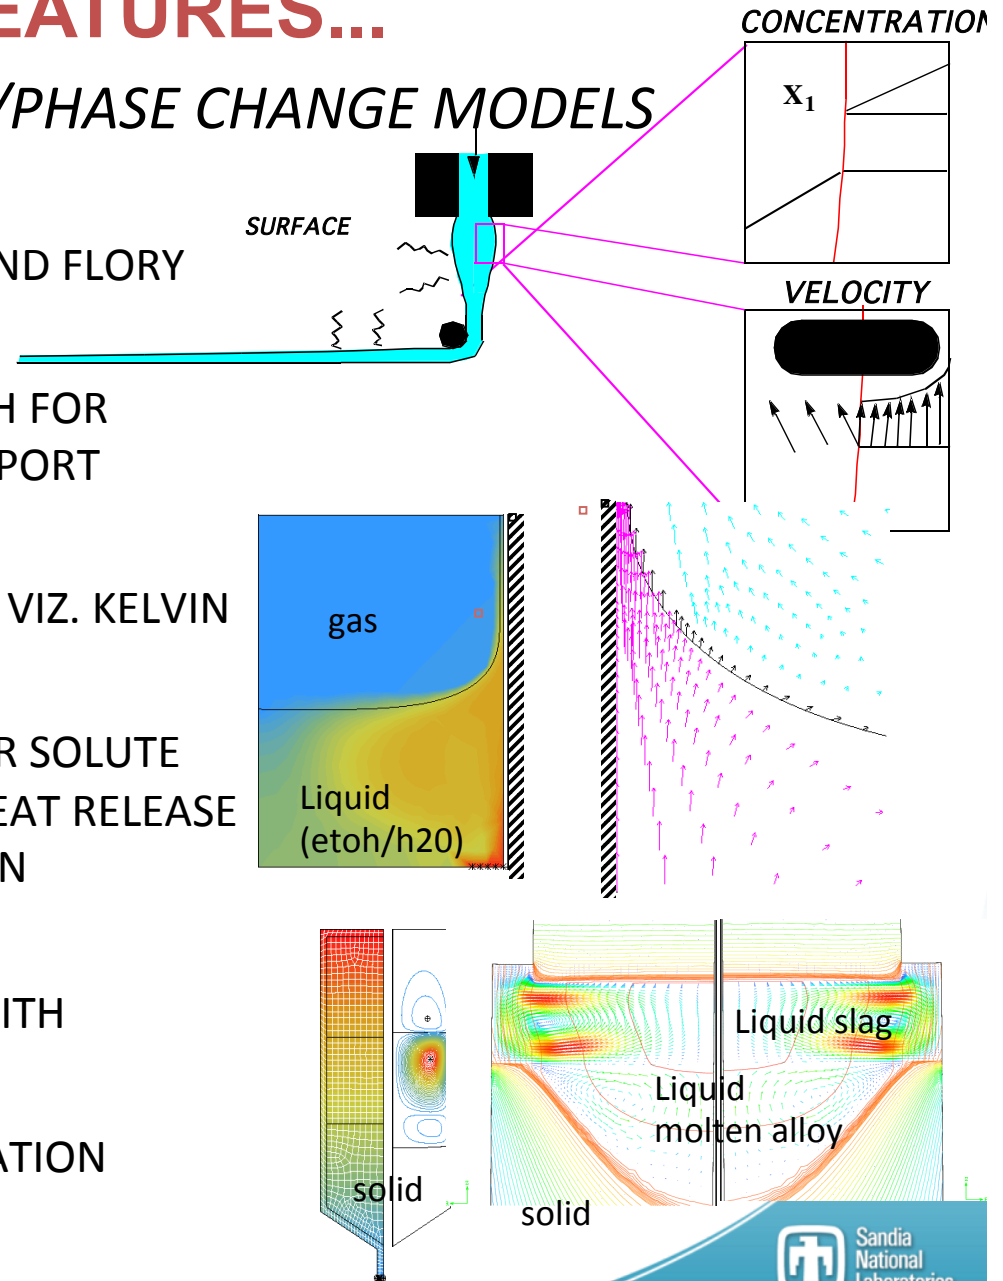 EATURES...
/PHASE CHANGE MODELS
CONCENTRATION
X1
SURFACE
ND FLORY
VELOCITY
H FOR
PORT
VIZ. KELVIN
gas
R SOLUTE
EAT RELEASE
N
Liquid
(etoh/h20)
ITH
Liquid slag
Liquid
molten alloy
ATION
solid
solid
Sandia
National
Laboratories